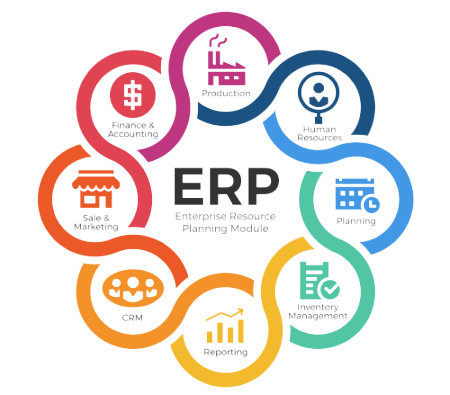 Production
Finance &
Accounting
Human
Resources
ERP
Enterprise Resource
Planning Module
Sale &
Marketing
Planning
CRM
Inventory
Management
Reporting